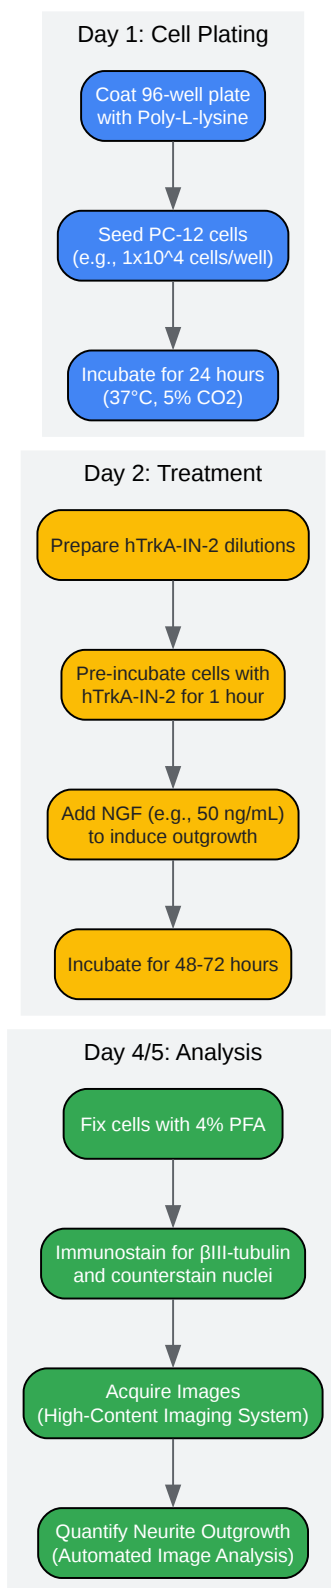 Day 1: Cell Plating
Coat 96-well plate
with Poly-L-lysine
Seed PC-12 cells
(e.g., 1x10^4 cells/well)
Incubate for 24 hours
(37°C, 5% CO2)
Day 2: Treatment
Prepare hTrkA-IN-2 dilutions
Pre-incubate cells with
hTrkA-IN-2 for 1 hour
Add NGF (e.g., 50 ng/mL)
to induce outgrowth
Incubate for 48-72 hours
Day 4/5: Analysis
Fix cells with 4% PFA
Immunostain for βIII-tubulin
and counterstain nuclei
Acquire Images
(High-Content Imaging System)
Quantify Neurite Outgrowth
(Automated Image Analysis)